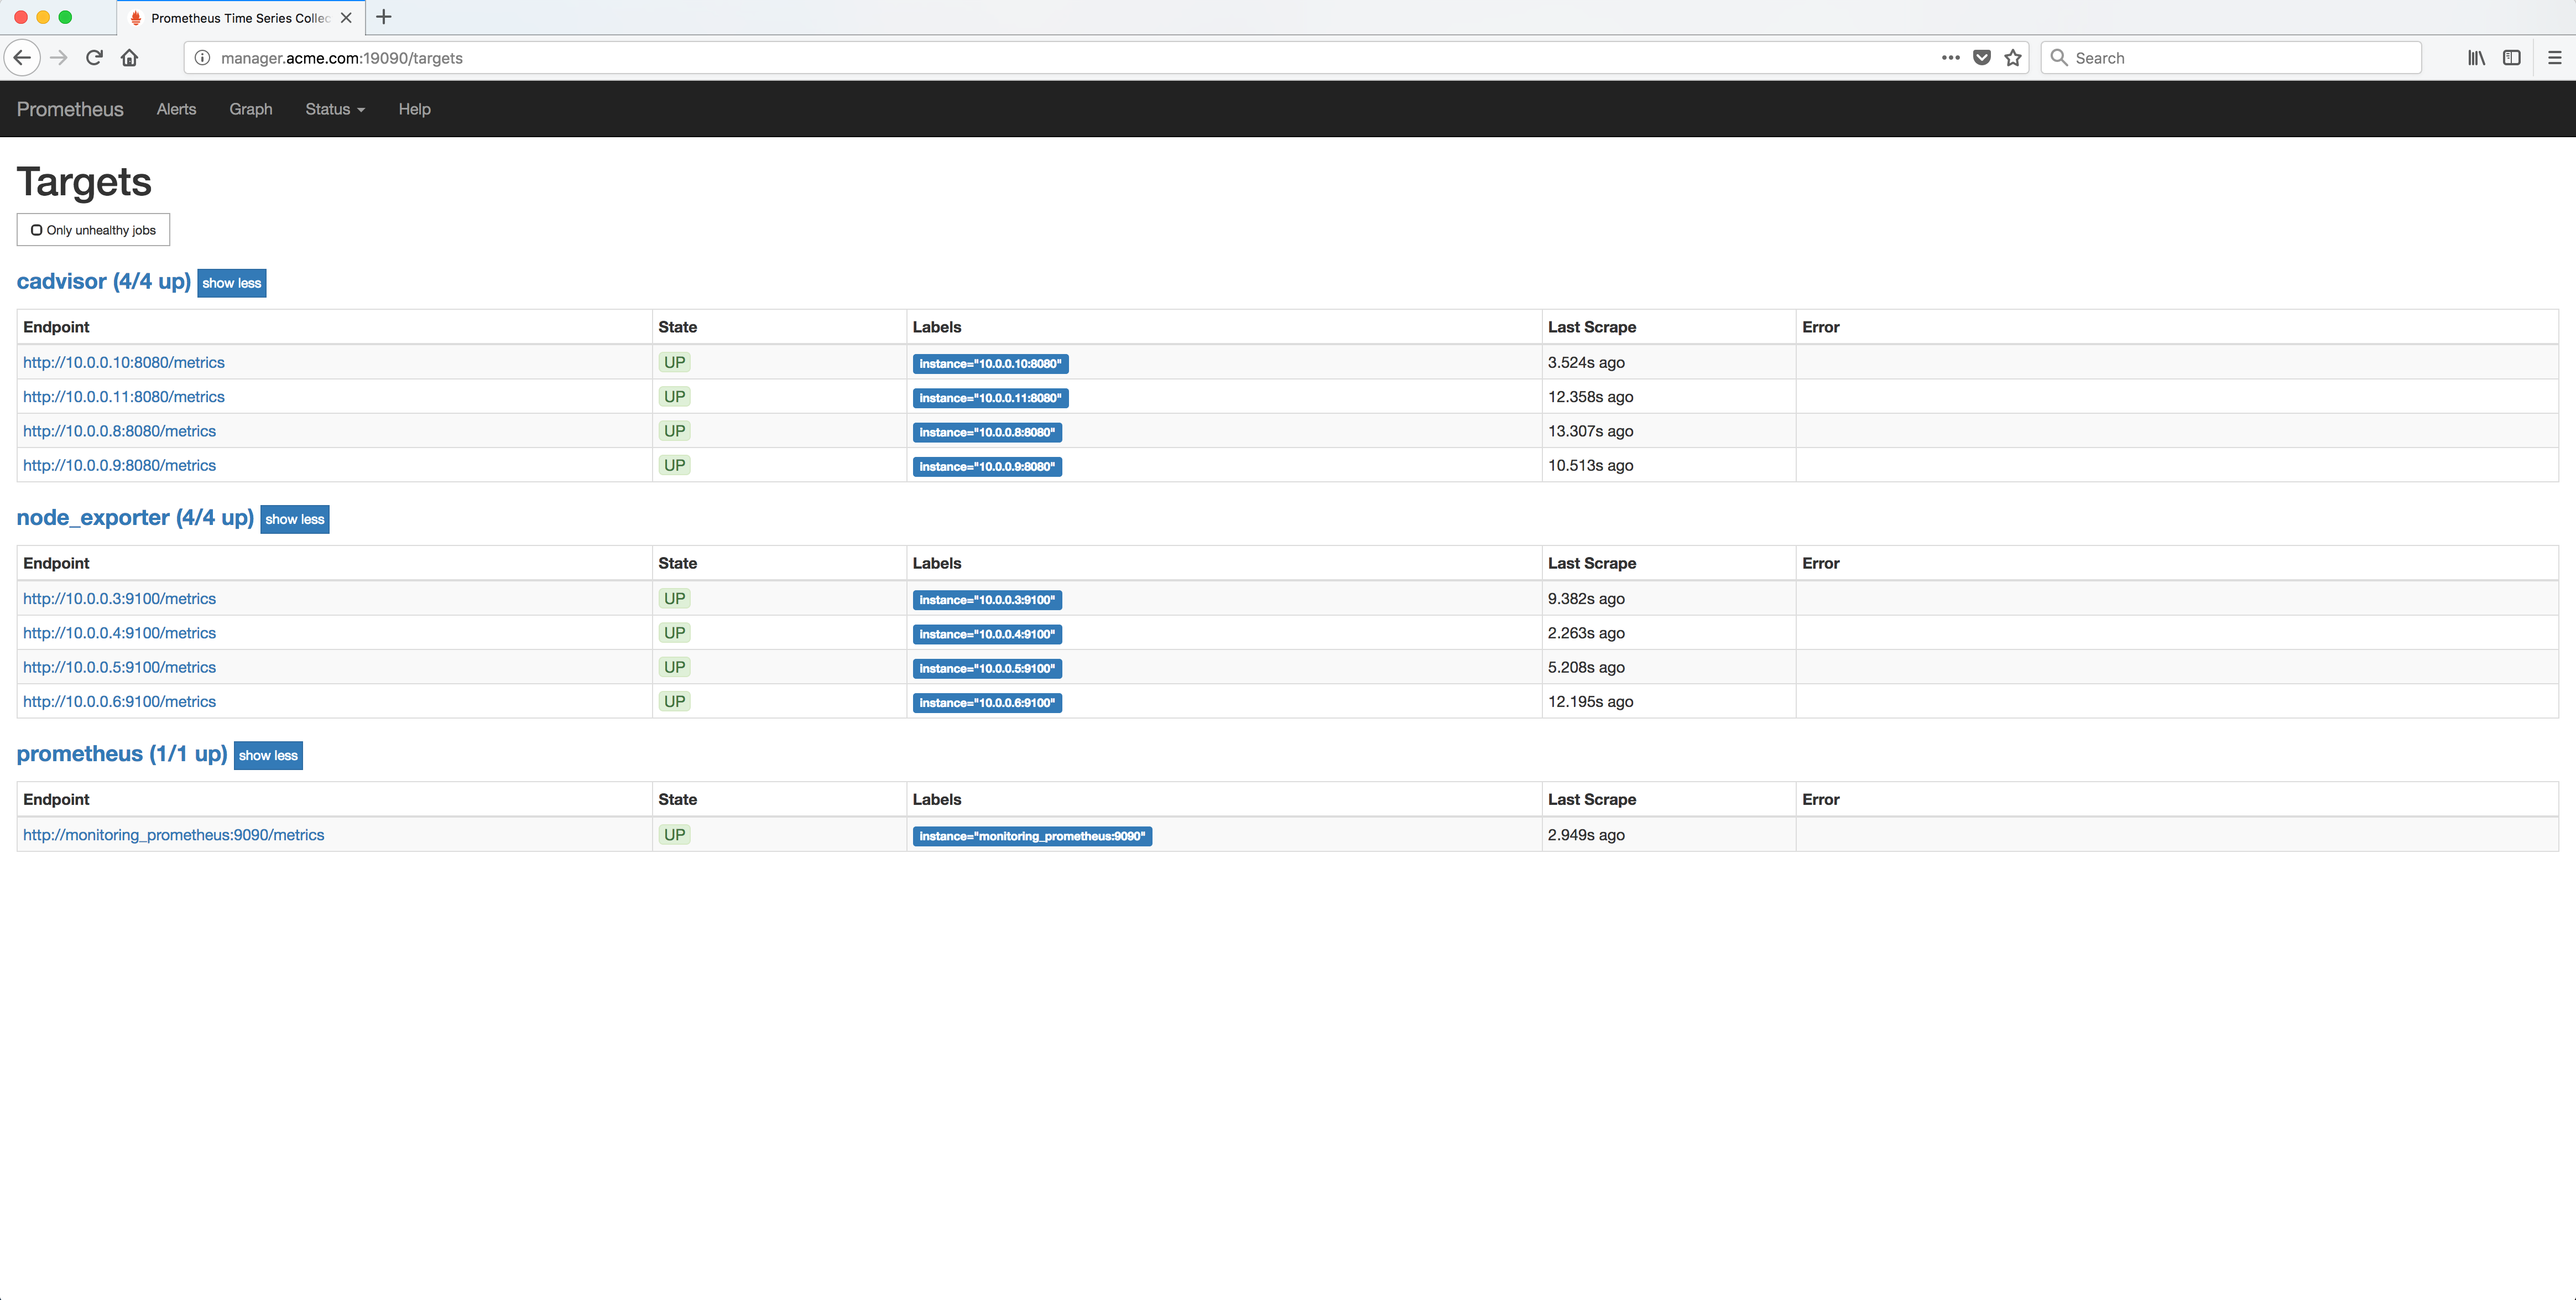 Prometheus Time Series Collec
manager.acme.com:19090/targets
Search
Prometheus Alerts Graph Status Help
Targets
Only unhealthy jobs
cadvisor (4/4 up) show less
Endpoint State Labels Last Scrape Error
http://10.0.0.10:8080/metrics UP instance="10.0.0.10:8080" 3.524s ago
http://10.0.0.11:8080/metrics UP instance="10.0.0.11:8080" 12.358s ago
http://10.0.0.8:8080/metrics UP instance="10.0.0.8:8080" 13.307s ago
http://10.0.0.9:8080/metrics UP instance="10.0.0.9:8080" 10.513s ago
node_exporter (4/4 up) show less
Endpoint State Labels Last Scrape Error
http://10.0.0.3:9100/metrics UP instance="10.0.0.3:9100" 9.382s ago
http://10.0.0.4:9100/metrics UP instance="10.0.0.4:9100" 2.263s ago
http://10.0.0.5:9100/metrics UP instance="10.0.0.5:9100" 5.208s ago
http://10.0.0.6:9100/metrics UP instance="10.0.0.6:9100" 12.195s ago
prometheus (1/1 up) show less
Endpoint State Labels Last Scrape Error
http://monitoring_prometheus:9090/metrics UP instance="monitoring_prometheus:9090" 2.949s ago